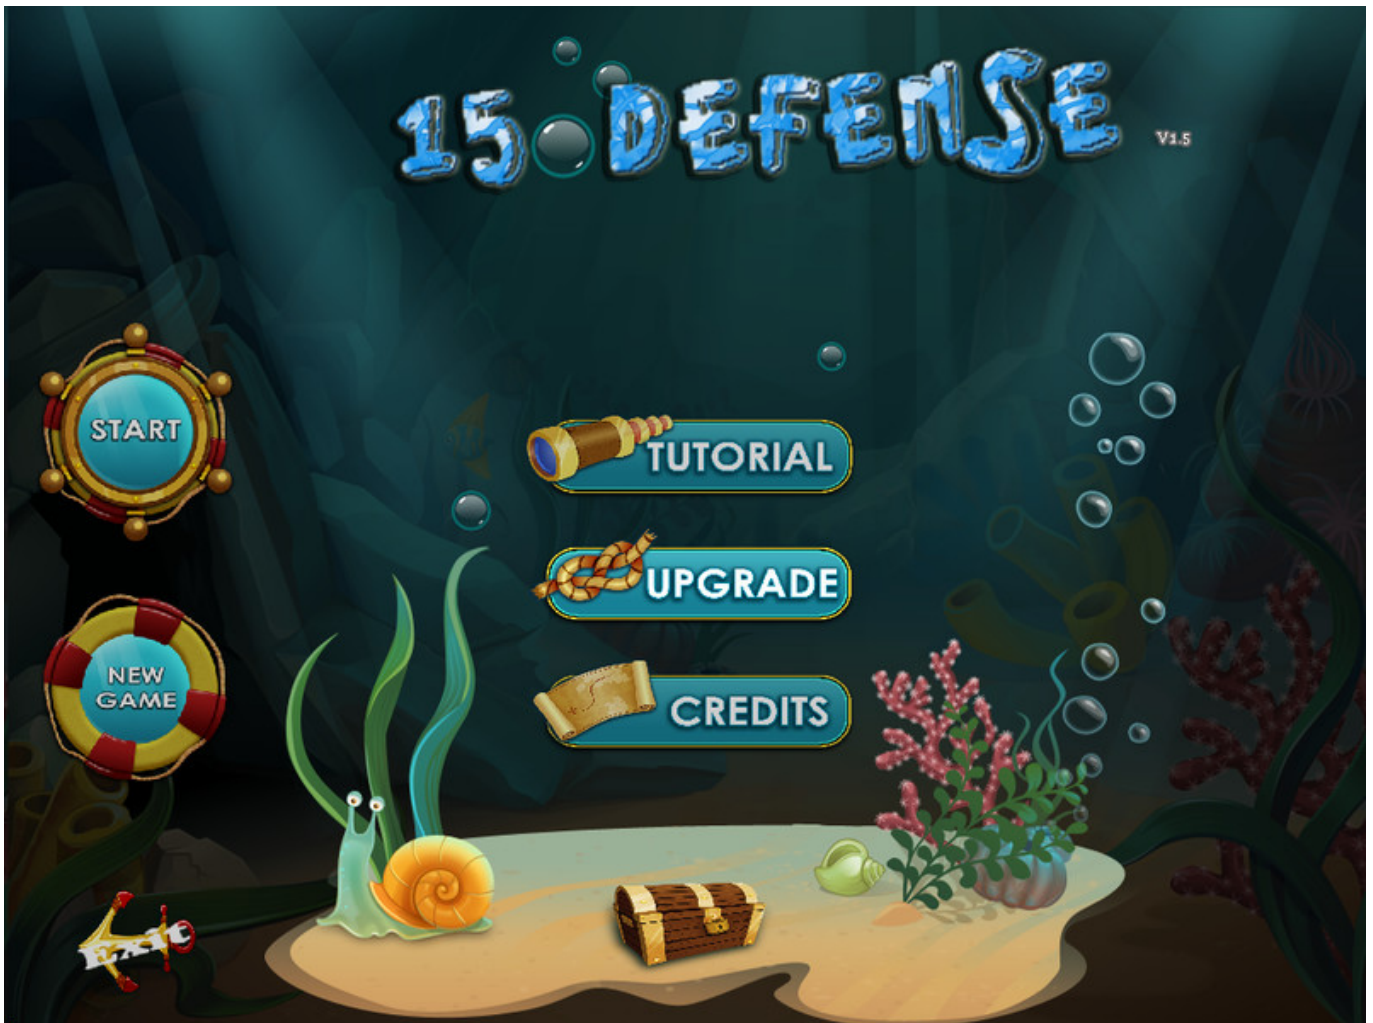 15 DEFENSE
V1.5
START
TUTORIAL
UPGRADE
NEW
GAME
CREDITS
EXIT